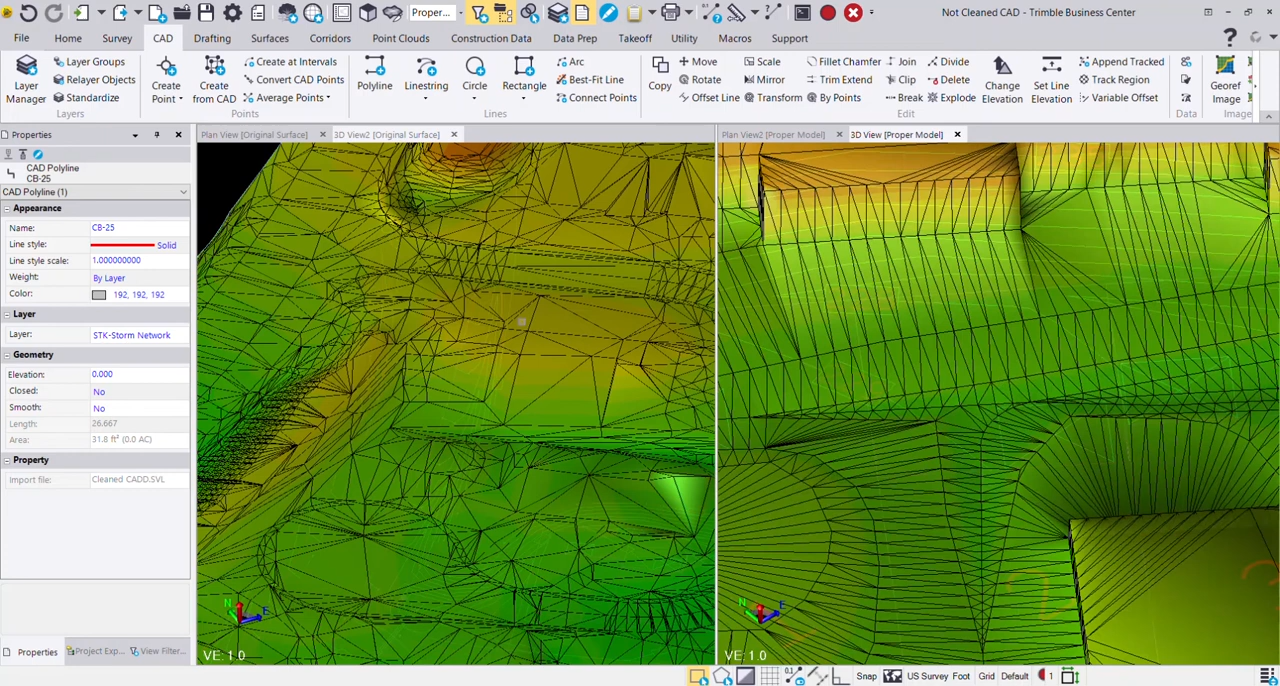 Proper...
Not Cleaned CAD - Trimble Business Center
File
Home
Survey
CAD
Drafting
Surfaces
Corridors
Point Clouds
Construction Data
Data Prep
Takeoff
Utility
Macros
Support
Layer Manager
Layer Groups
Relayer Objects
Standardize
Layers
Create Point
Create from CAD
Create at Intervals
Convert CAD Points
Average Points
Points
Polyline
Linestring
Circle
Rectangle
Arc
Best-Fit Line
Connect Points
Lines
Copy
Move
Rotate
Offset Line
Scale
Mirror
Transform
Fillet Chamfer
Trim Extend
By Points
Join
Clip
Break
Divide
Delete
Explode
Change Elevation
Set Line Elevation
Append Tracked
Track Region
Variable Offset
Edit
Data
Georef Image
Image
Properties
Plan View [Original Surface]
3D View2 [Original Surface]
Plan View2 [Proper Model]
3D View [Proper Model]
CAD Polyline
CB-25
CAD Polyline (1)
Appearance
Name: CB-25
Line style: Solid
Line style scale: 1.000000000
Weight: By Layer
Color: 192, 192, 192
Layer
Layer: STK-Storm Network
Geometry
Elevation: 0.000
Closed: No
Smooth: No
Length: 26.667
Area: 31.8 ft² (0.0 AC)
Property
Import file: Cleaned CADD.SVL
N
E
VE: 1.0
N
E
VE: 1.0
Properties
Project Exp...
View Filter...
Snap
US Survey Foot
Grid
Default
1